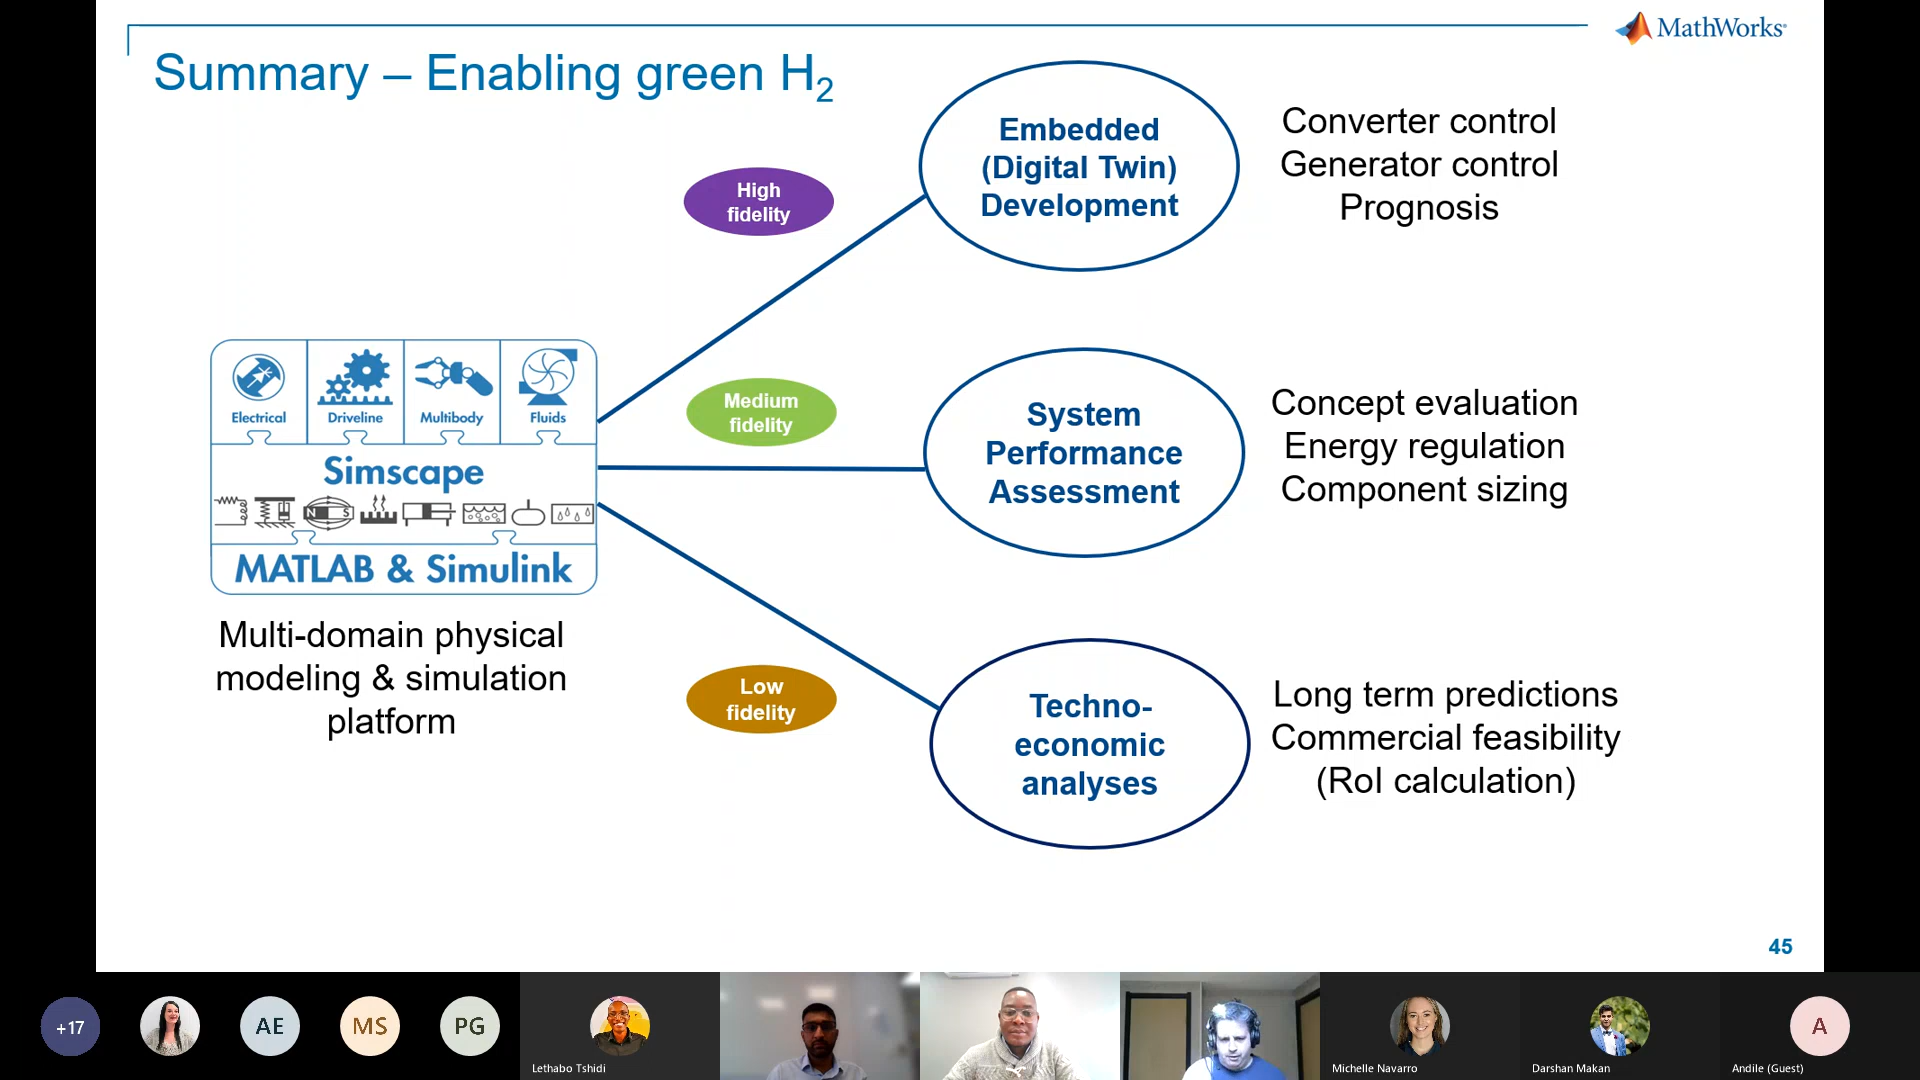 MathWorks®
Summary – Enabling green H₂
Embedded
(Digital Twin)
Development
Converter control
Generator control
Prognosis
High
fidelity
Electrical
Driveline
Multibody
Fluids
Simscape
N S
MATLAB & Simulink
Multi-domain physical
modeling & simulation
platform
Medium
fidelity
System
Performance
Assessment
Concept evaluation
Energy regulation
Component sizing
Low
fidelity
Techno-
economic
analyses
Long term predictions
Commercial feasibility
(RoI calculation)
45
+17
AE
MS
PG
Lethabo Tshidi
Michelle Navarro
Darshan Makan
A
Andile (Guest)